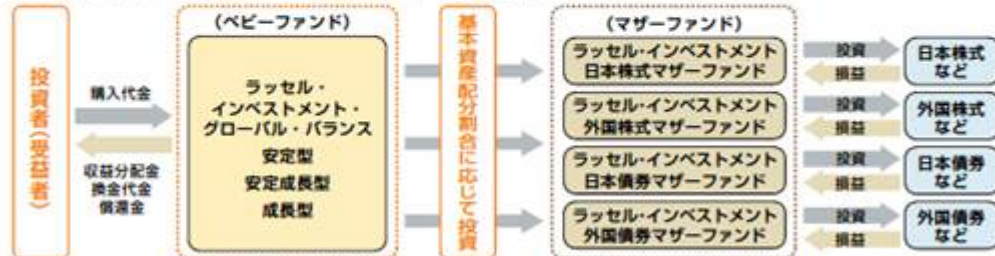 投資者(受益者)
購入代金
収益分配金
換金代金
償還金
(ベビーファンド)
ラッセル・
インベストメント・
グローバル・バランス
安定型
安定成長型
成長型
基本資産配分割合に応じて投資
(マザーファンド)
ラッセル・インベストメント
日本株式マザーファンド
投資
損益
日本株式
など
ラッセル・インベストメント
外国株式マザーファンド
投資
損益
外国株式
など
ラッセル・インベストメント
日本債券マザーファンド
投資
損益
日本債券
など
ラッセル・インベストメント
外国債券マザーファンド
投資
損益
外国債券
など